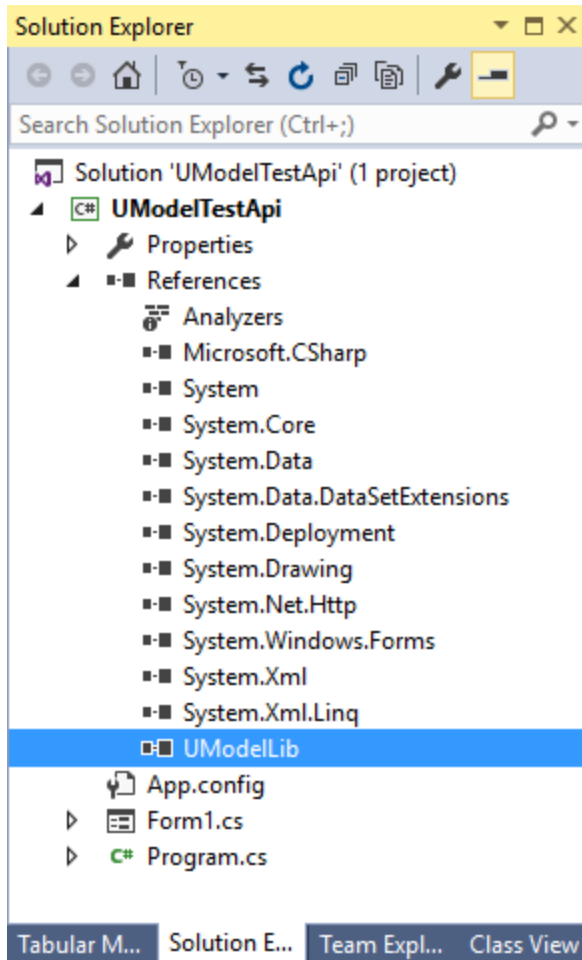 Solution Explorer
Search Solution Explorer (Ctrl+;)
Solution 'UModelTestApi' (1 project)
C# UModelTestApi
Properties
References
Analyzers
Microsoft.CSharp
System
System.Core
System.Data
System.Data.DataSetExtensions
System.Deployment
System.Drawing
System.Net.Http
System.Windows.Forms
System.Xml
System.Xml.Linq
UModelLib
App.config
Form1.cs
C# Program.cs
Tabular M... Solution E... Team Expl... Class View